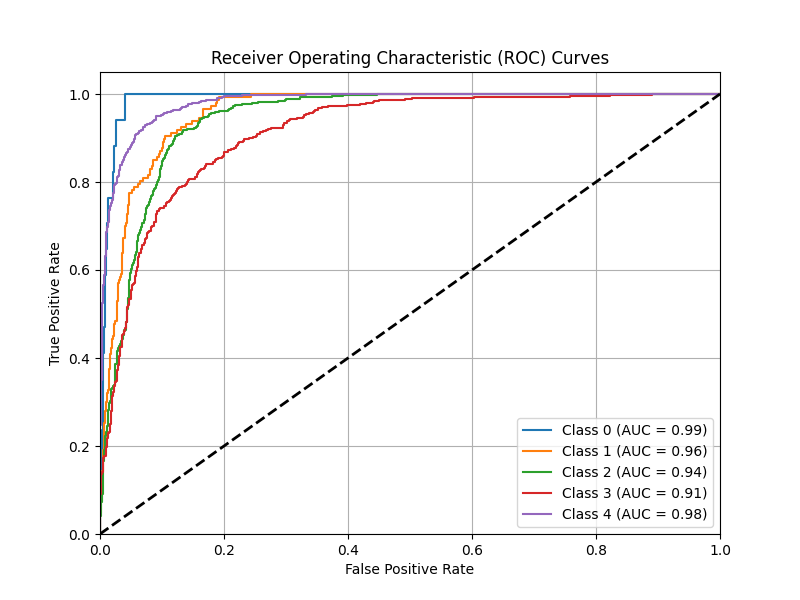 Receiver Operating Characteristic (ROC) Curves
True Positive Rate
1.0
0.8
0.6
0.4
0.2
0.0
Class 0 (AUC = 0.99)
Class 1 (AUC = 0.96)
Class 2 (AUC = 0.94)
Class 3 (AUC = 0.91)
Class 4 (AUC = 0.98)
0.0 0.2 0.4 0.6 0.8 1.0
False Positive Rate